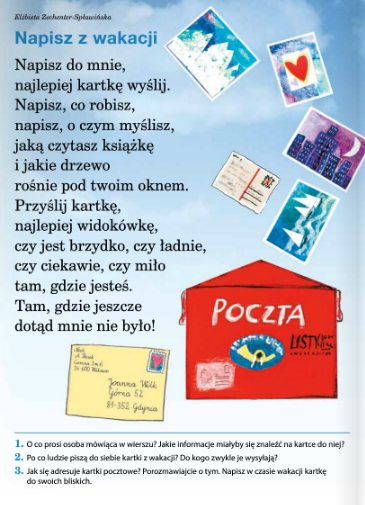 Elżbieta Zechenter-Spławińska
Napisz z wakacji
Napisz do mnie,
najlepiej kartkę wyślij.
Napisz, co robisz,
napisz, o czym myślisz,
jaką czytasz książkę
i jakie drzewo
rośnie pod twoim oknem.
Przyślij kartkę,
najlepiej widokówkę,
czy jest brzydko, czy ładnie,
czy ciekawie, czy miło
tam, gdzie jesteś.
Tam, gdzie jeszcze
dotąd mnie nie było!
POCZTA
LISTY
Joanna Wilk
Górna 52
81-352 Gdynia
1. O co prosi osoba mówiąca w wierszu? Jakie informacje miałyby się znaleźć na kartce do niej?
2. Po co ludzie piszą do siebie kartki z wakacji? Do kogo zwykle je wysyłają?
3. Jak się adresuje kartki pocztowe? Porozmawiajcie o tym. Napisz w czasie wakacji kartkę
do swoich bliskich.